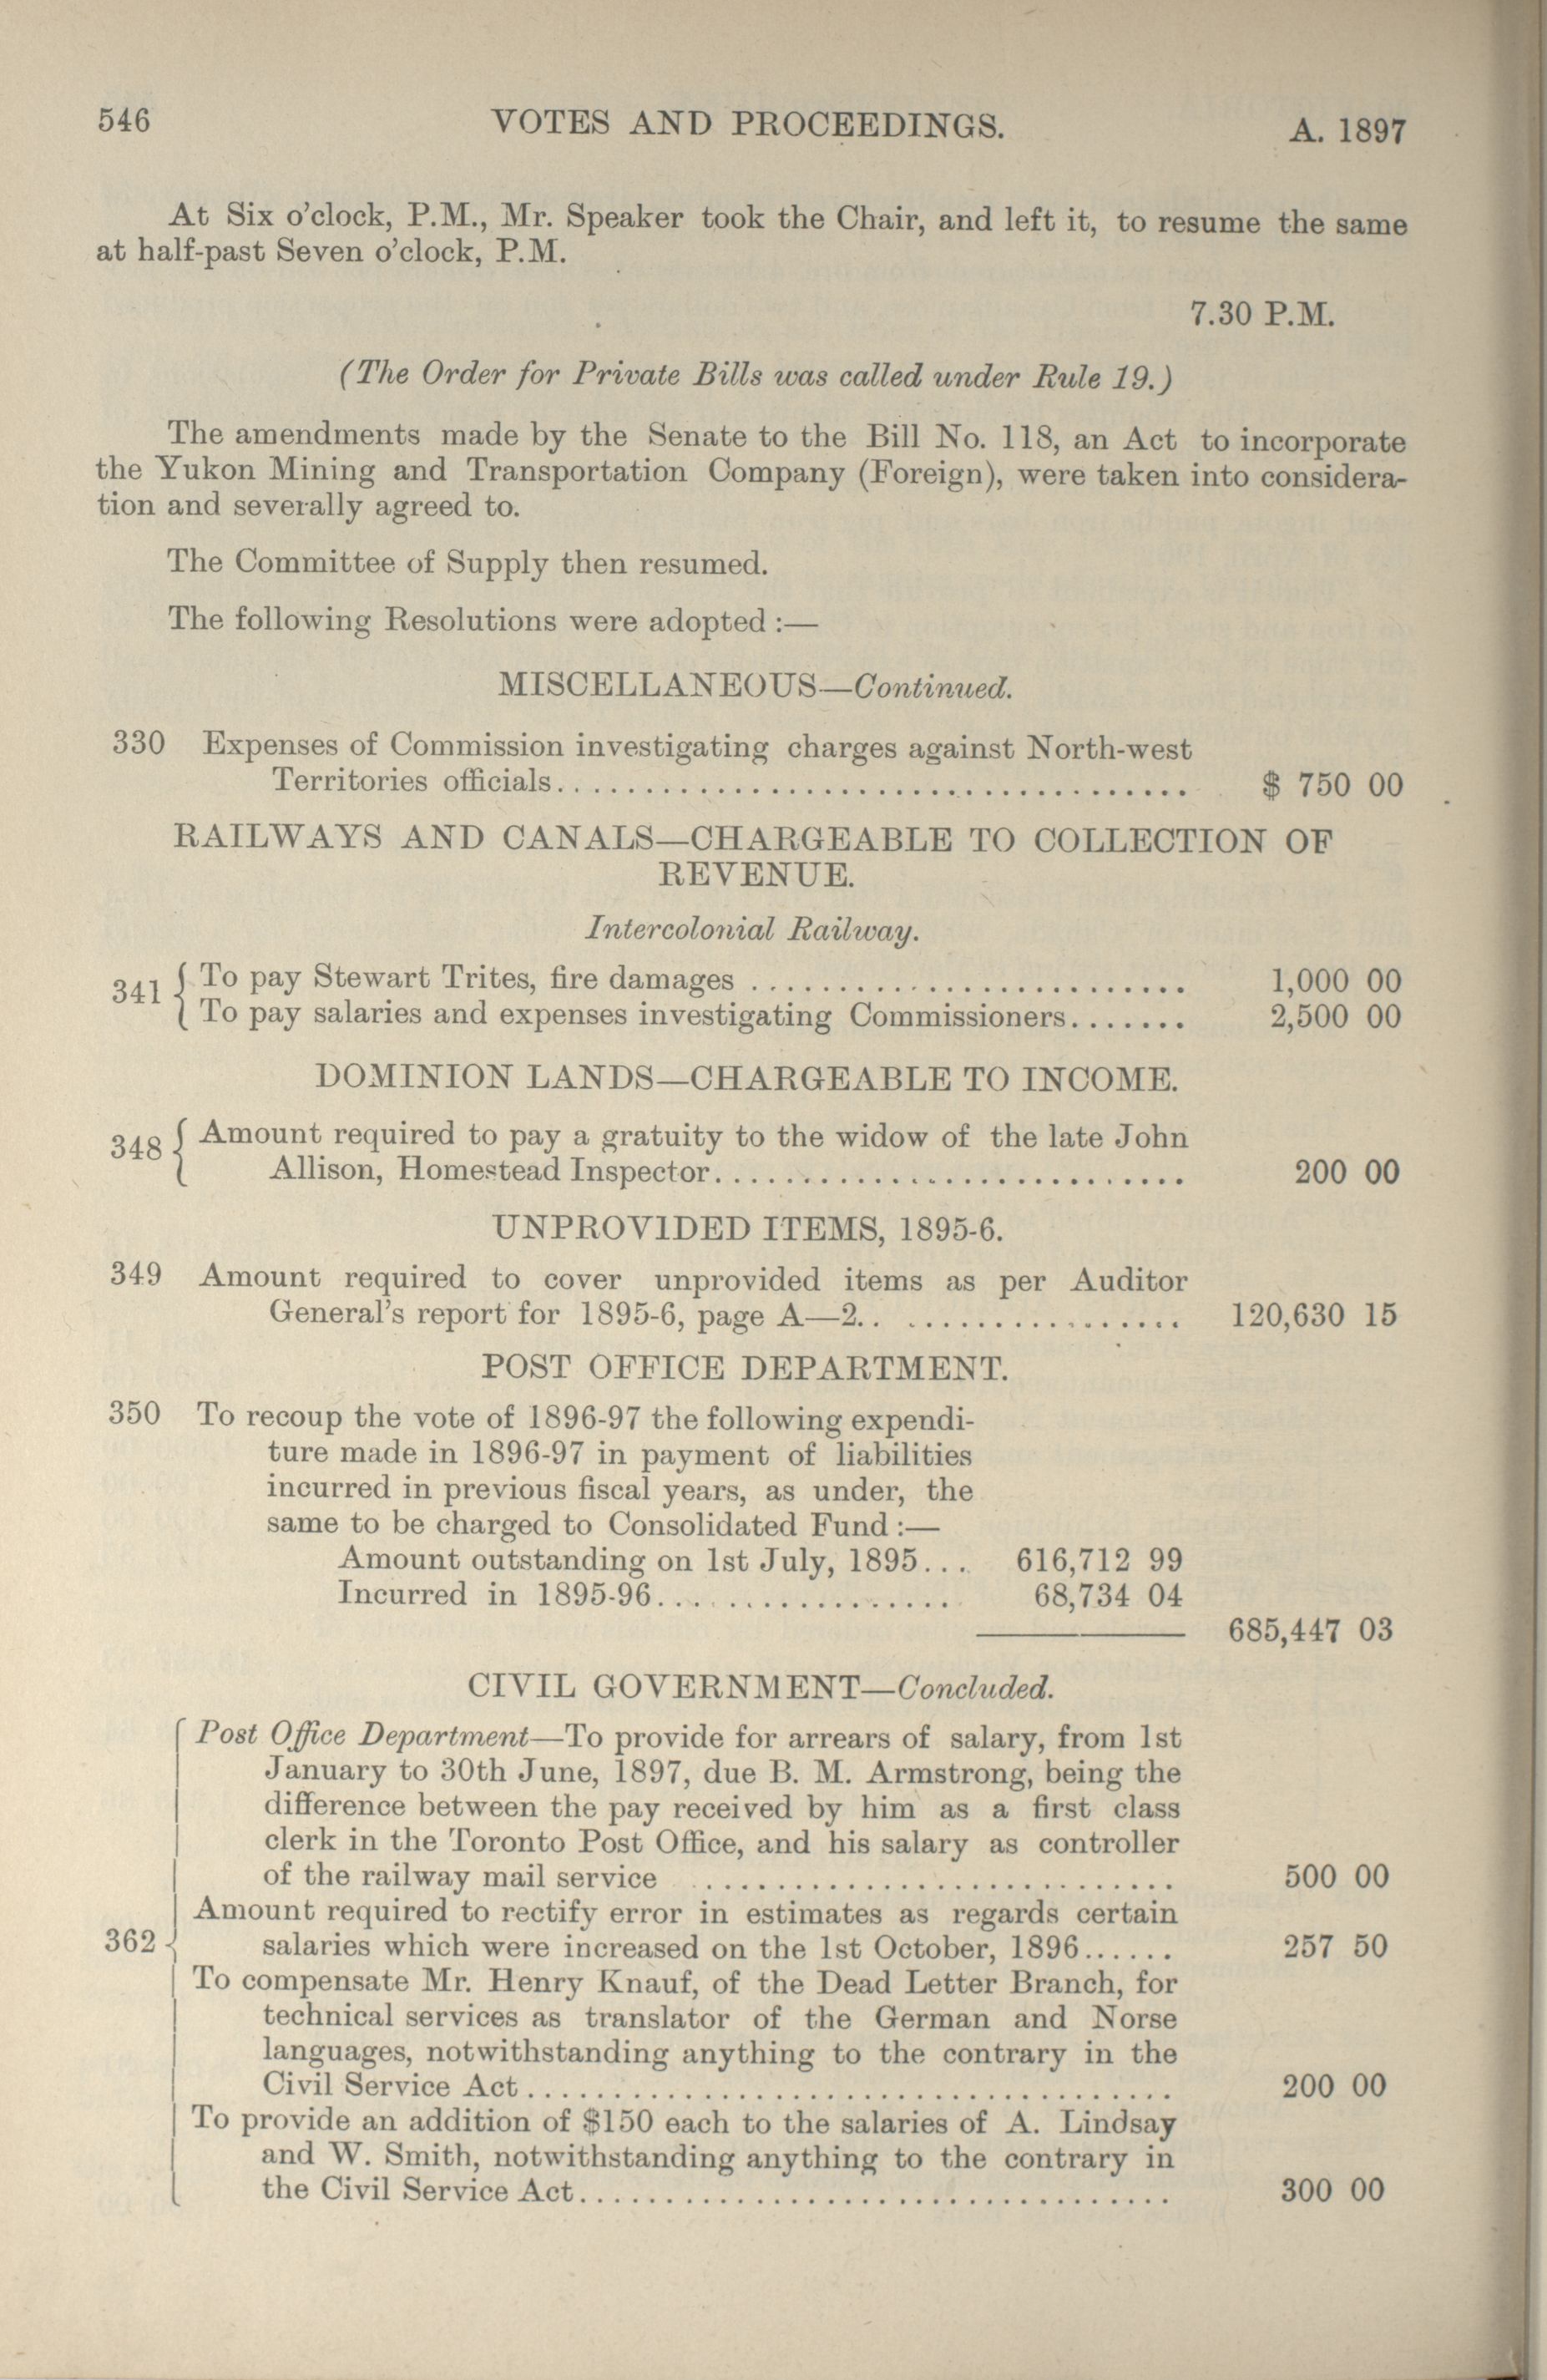 546 VOTES AND PROCEEDINGS. A. 1897
At Six o'clock, P.M., Mr. Speaker took the Chair, and left it, to resume the same
at half-past Seven o'clock, P.M.
7.30 P.M.
(The Order for Private Bills was called under Rule 19.)
The amendments made by the Senate to the Bill No. 118, an Act to incorporate
the Yukon Mining and Transportation Company (Foreign), were taken into considera-
tion and severally agreed to.
The Committee of Supply then resumed.
The following Resolutions were adopted :—
MISCELLANEOUS—Continued.
330 Expenses of Commission investigating charges against North-west
Territories officials.................................... $ 750 00
RAILWAYS AND CANALS—CHARGEABLE TO COLLECTION OF
REVENUE.
Intercolonial Railway.
341 { To pay Stewart Trites, fire damages ......................... 1,000 00
To pay salaries and expenses investigating Commissioners....... 2,500 00
DOMINION LANDS—CHARGEABLE TO INCOME.
348 { Amount required to pay a gratuity to the widow of the late John
Allison, Homestead Inspector........................... 200 00
UNPROVIDED ITEMS, 1895-6.
349 Amount required to cover unprovided items as per Auditor
General's report for 1895-6, page A—2.. ................ 120,630 15
POST OFFICE DEPARTMENT.
350 To recoup the vote of 1896-97 the following expendi-
ture made in 1896-97 in payment of liabilities
incurred in previous fiscal years, as under, the
same to be charged to Consolidated Fund :—
Amount outstanding on 1st July, 1895... 616,712 99
Incurred in 1895-96................. 68,734 04
685,447 03
CIVIL GOVERNMENT—Concluded.
Post Office Department—To provide for arrears of salary, from 1st
January to 30th June, 1897, due B. M. Armstrong, being the
difference between the pay received by him as a first class
clerk in the Toronto Post Office, and his salary as controller
of the railway mail service ............................ 500 00
Amount required to rectify error in estimates as regards certain
362 { salaries which were increased on the 1st October, 1896...... 257 50
To compensate Mr. Henry Knauf, of the Dead Letter Branch, for
technical services as translator of the German and Norse
languages, notwithstanding anything to the contrary in the
Civil Service Act..................................... 200 00
To provide an addition of $150 each to the salaries of A. Lindsay
and W. Smith, notwithstanding anything to the contrary in
the Civil Service Act.................................. 300 00